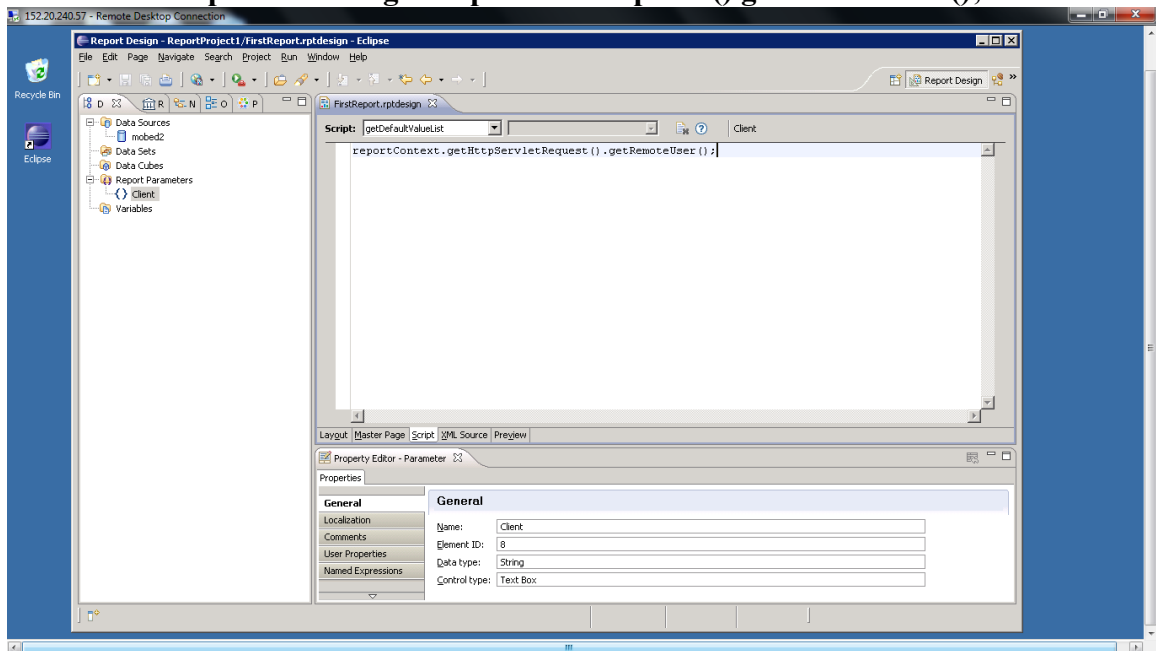 152.20.240.57 - Remote Desktop Connection
Report Design - ReportProject1/FirstReport.rptdesign - Eclipse
File Edit Page Navigate Search Project Run Window Help
Report Design »
Recycle Bin
D R N O P
FirstReport.rptdesign
Data Sources
Script: getDefaultValueList Client
mobed2
reportContext.getHttpServletRequest().getRemoteUser();
Data Sets
Eclipse
Data Cubes
Report Parameters
Client
Variables
Layout Master Page Script XML Source Preview
Property Editor - Parameter
Properties
General General
Localization
Name: Client
Comments
Element ID: 8
User Properties
Data type: String
Named Expressions
Control type: Text Box